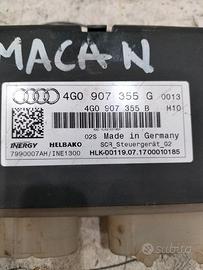 MACAN
4G0 907 355 G 0013
4G0 907 355 B H10
02S Made in Germany
INERGY HELBAKO SCR_Steuergerät_G2
7990007AH/INE1300 HLK-00119.07.1700010185
subito